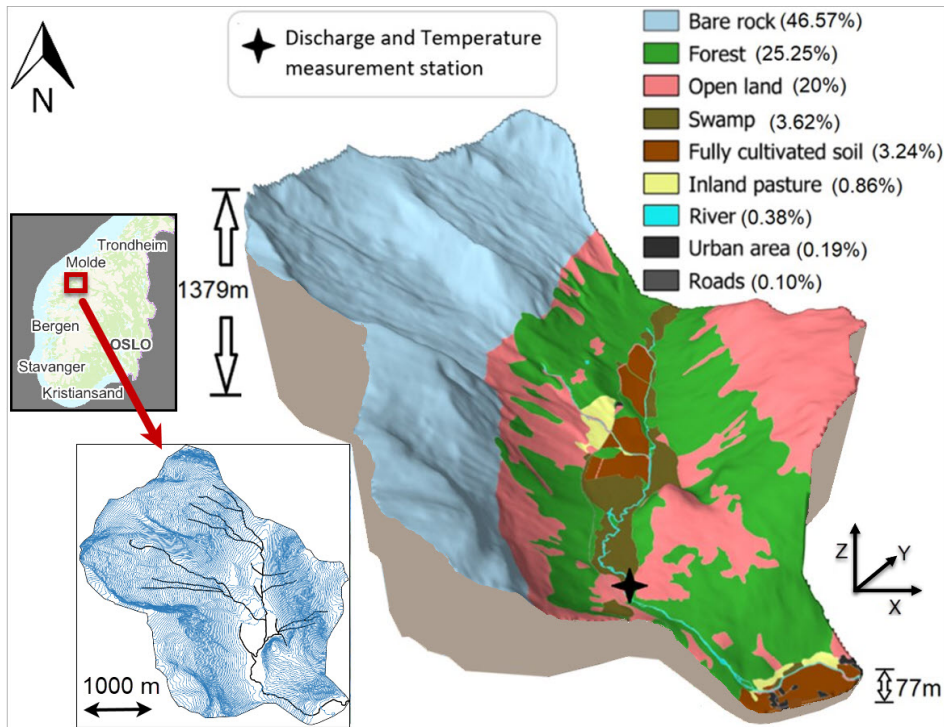 N
Discharge and Temperature
measurement station
Bare rock (46.57%)
Forest (25.25%)
Open land (20%)
Swamp (3.62%)
Fully cultivated soil (3.24%)
Inland pasture (0.86%)
River (0.38%)
Urban area (0.19%)
Roads (0.10%)
1379m
Trondheim
Molde
Bergen
OSLO
Stavanger
Kristiansand
1000 m
Z
Y
X
77m